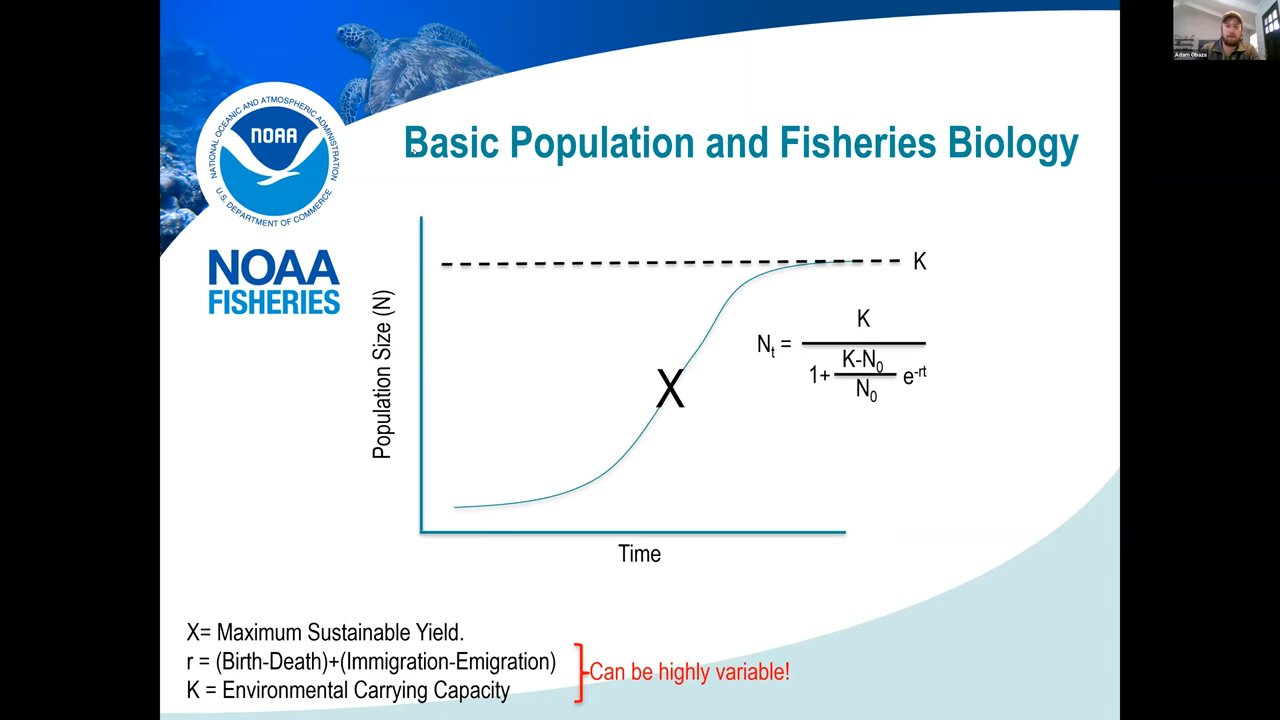 Adam Obaza
NATIONAL OCEANIC AND ATMOSPHERIC ADMINISTRATION
NOAA
U.S. DEPARTMENT OF COMMERCE
NOAA
FISHERIES
Basic Population and Fisheries Biology
K
Population Size (N)
K
Nt =
1+ K-N0 e-rt
N0
X
Time
X= Maximum Sustainable Yield.
r = (Birth-Death)+(Immigration-Emigration)
K = Environmental Carrying Capacity
Can be highly variable!